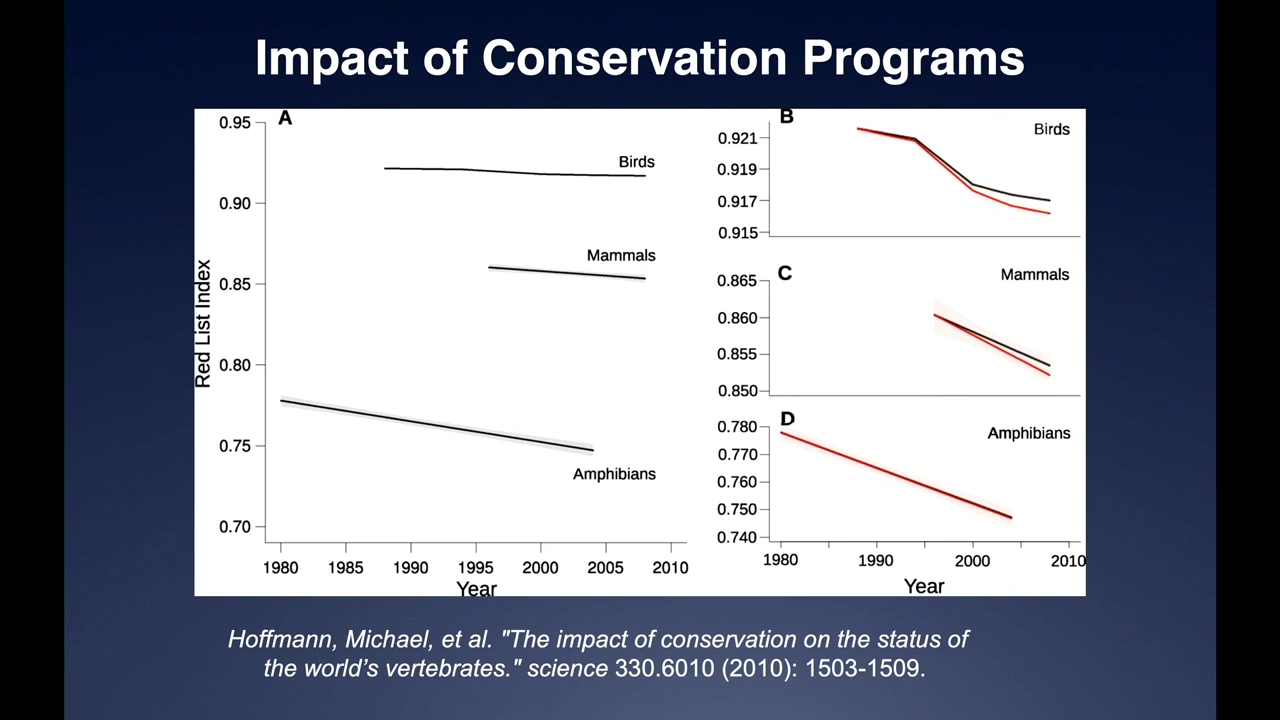 Impact of Conservation Programs
A
0.95
0.90
0.85
0.80
0.75
0.70
Red List Index
Birds
Mammals
Amphibians
1980 1985 1990 1995 2000 2005 2010
Year
B
Birds
0.921
0.919
0.917
0.915
C
Mammals
0.865
0.860
0.855
0.850
D
Amphibians
0.780
0.770
0.760
0.750
0.740
1980 1990 2000 2010
Year
Hoffmann, Michael, et al. "The impact of conservation on the status of
the world’s vertebrates." science 330.6010 (2010): 1503-1509.